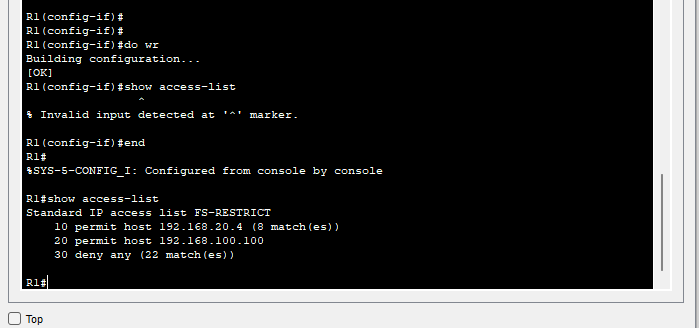 R1(config-if)#
R1(config-if)#
R1(config-if)#do wr
Building configuration...
[OK]
R1(config-if)#show access-list
^
% Invalid input detected at '^' marker.
R1(config-if)#end
R1#
%SYS-5-CONFIG_I: Configured from console by console
R1#show access-list
Standard IP access list FS-RESTRICT
10 permit host 192.168.20.4 (8 match(es))
20 permit host 192.168.100.100
30 deny any (22 match(es))
R1#
Top